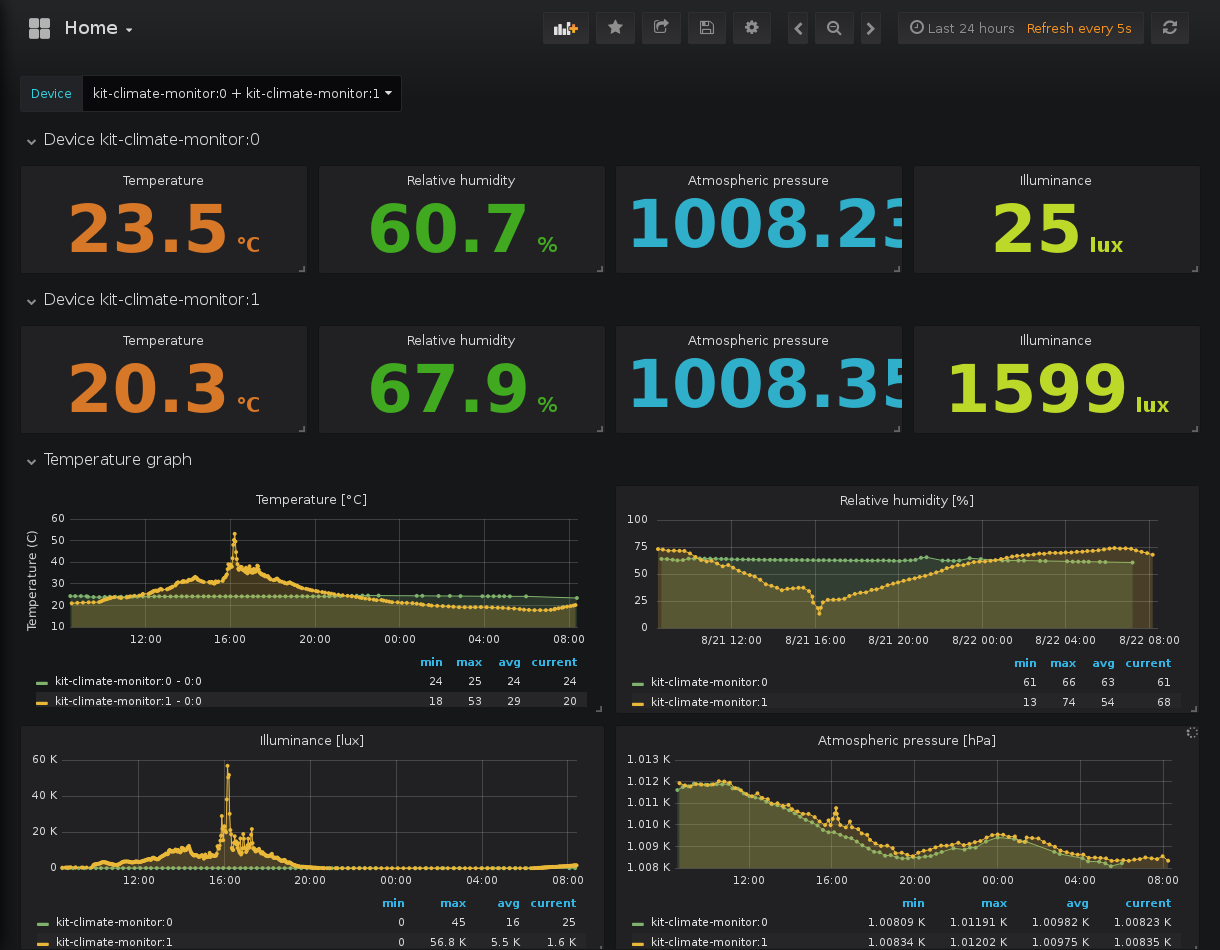 Home
Last 24 hours Refresh every 5s
Device kit-climate-monitor:0 + kit-climate-monitor:1
Device kit-climate-monitor:0
Temperature Relative humidity Atmospheric pressure Illuminance
23.5 °C 60.7 % 1008.23 25 lux
Device kit-climate-monitor:1
Temperature Relative humidity Atmospheric pressure Illuminance
20.3 °C 67.9 % 1008.35 1599 lux
Temperature graph
Temperature [°C]
Temperature (C)
60
50
40
30
20
10
12:00 16:00 20:00 00:00 04:00 08:00
min max avg current
kit-climate-monitor:0 - 0:0 24 25 24 24
kit-climate-monitor:1 - 0:0 18 53 29 20
Relative humidity [%]
100
75
50
25
0
8/21 12:00 8/21 16:00 8/21 20:00 8/22 00:00 8/22 04:00 8/22 08:00
min max avg current
kit-climate-monitor:0 61 66 63 61
kit-climate-monitor:1 13 74 54 68
Illuminance [lux]
60 K
40 K
20 K
0
12:00 16:00 20:00 00:00 04:00 08:00
min max avg current
kit-climate-monitor:0 0 45 16 25
kit-climate-monitor:1 0 56.8 K 5.5 K 1.6 K
Atmospheric pressure [hPa]
1.013 K
1.012 K
1.011 K
1.010 K
1.009 K
1.008 K
12:00 16:00 20:00 00:00 04:00 08:00
min max avg current
kit-climate-monitor:0 1.00809 K 1.01191 K 1.00982 K 1.00823 K
kit-climate-monitor:1 1.00834 K 1.01202 K 1.00975 K 1.00835 K